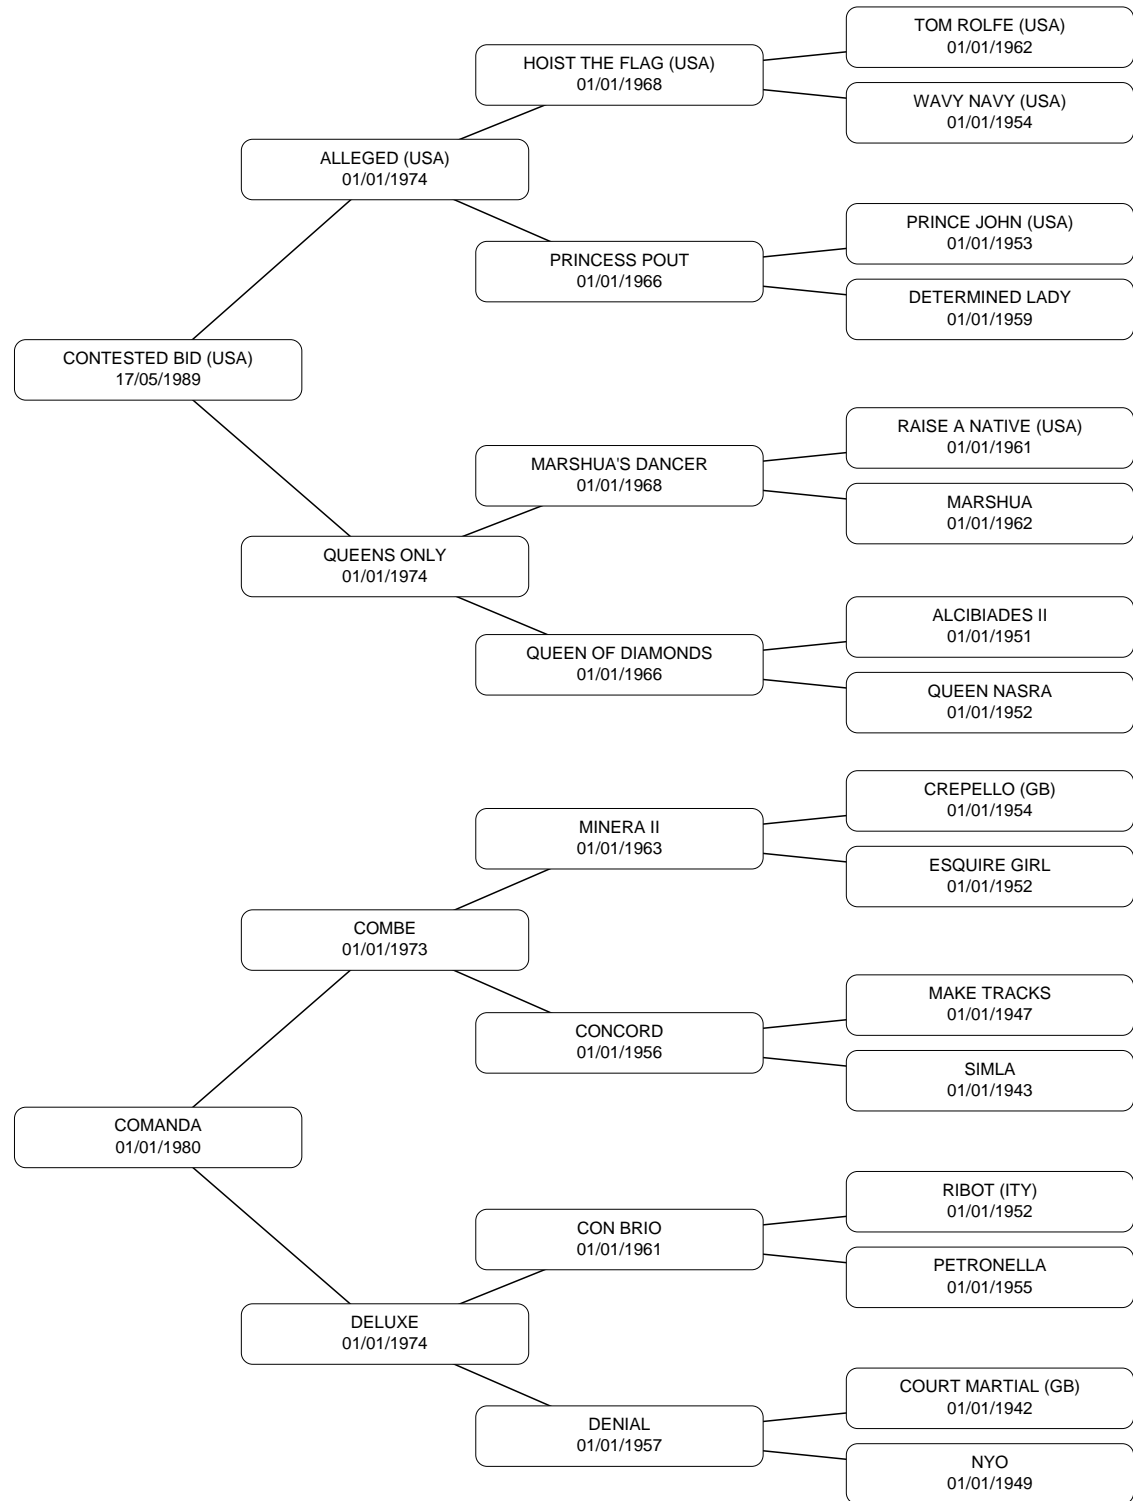 TOM ROLFE (USA)
01/01/1962
HOIST THE FLAG (USA)
01/01/1968
WAVY NAVY (USA)
01/01/1954
ALLEGED (USA)
01/01/1974
PRINCE JOHN (USA)
01/01/1953
PRINCESS POUT
01/01/1966
DETERMINED LADY
01/01/1959
CONTESTED BID (USA)
17/05/1989
RAISE A NATIVE (USA)
01/01/1961
MARSHUA'S DANCER
01/01/1968
MARSHUA
01/01/1962
QUEENS ONLY
01/01/1974
ALCIBIADES II
01/01/1951
QUEEN OF DIAMONDS
01/01/1966
QUEEN NASRA
01/01/1952
CREPELLO (GB)
01/01/1954
MINERA II
01/01/1963
ESQUIRE GIRL
01/01/1952
COMBE
01/01/1973
MAKE TRACKS
01/01/1947
CONCORD
01/01/1956
SIMLA
01/01/1943
COMANDA
01/01/1980
RIBOT (ITY)
01/01/1952
CON BRIO
01/01/1961
PETRONELLA
01/01/1955
DELUXE
01/01/1974
COURT MARTIAL (GB)
01/01/1942
DENIAL
01/01/1957
NYO
01/01/1949